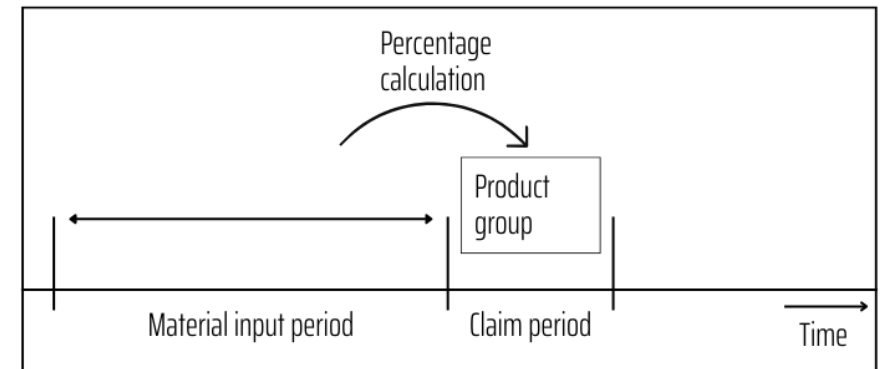 Percentage
calculation
Product
group
Material input period
Claim period
Time